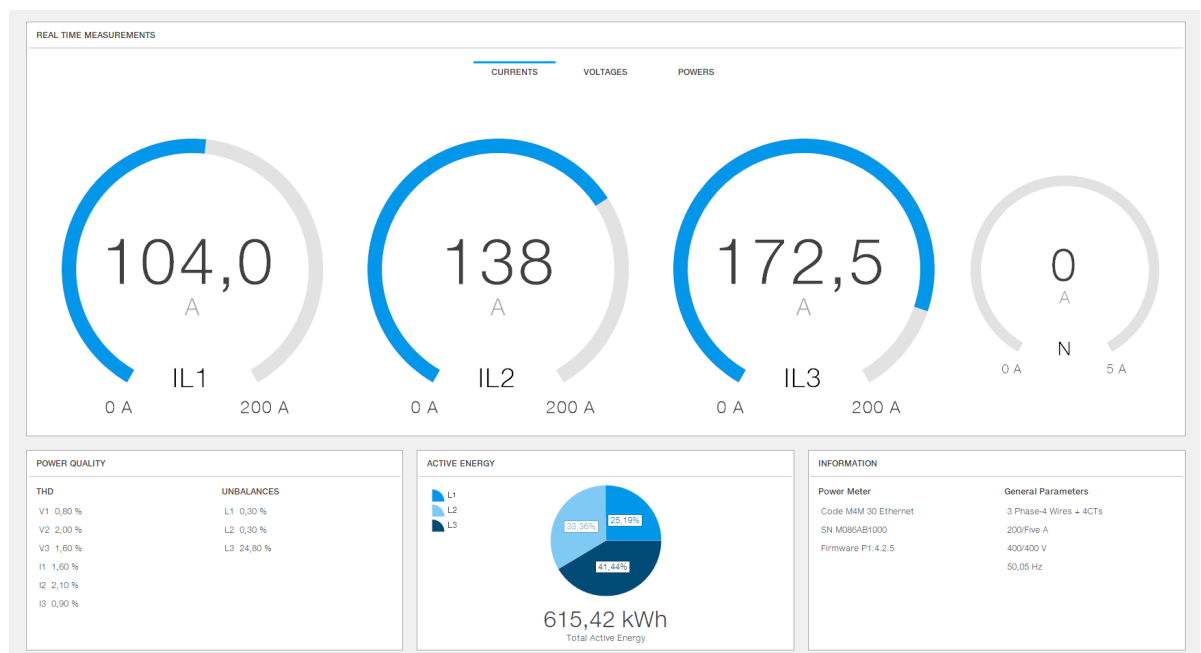 REAL TIME MEASUREMENTS
CURRENTS VOLTAGES POWERS
104,0
A
IL1
0 A 200 A
138
A
IL2
0 A 200 A
172,5
A
IL3
0 A 200 A
0
A
N
0 A 5 A
POWER QUALITY
THD
V1 0,80 %
V2 2,00 %
V3 1,60 %
I1 1,60 %
I2 2,10 %
I3 0,90 %
UNBALANCES
L1 0,30 %
L2 0,30 %
L3 24,80 %
ACTIVE ENERGY
L1
L2
L3
33,36%
25,19%
41,44%
615,42 kWh
Total Active Energy
INFORMATION
Power Meter
Code M4M 30 Ethernet
SN M086AB1000
Firmware P1.4.2.5
General Parameters
3 Phase-4 Wires + 4CTs
200/Five A
400/400 V
50,05 Hz